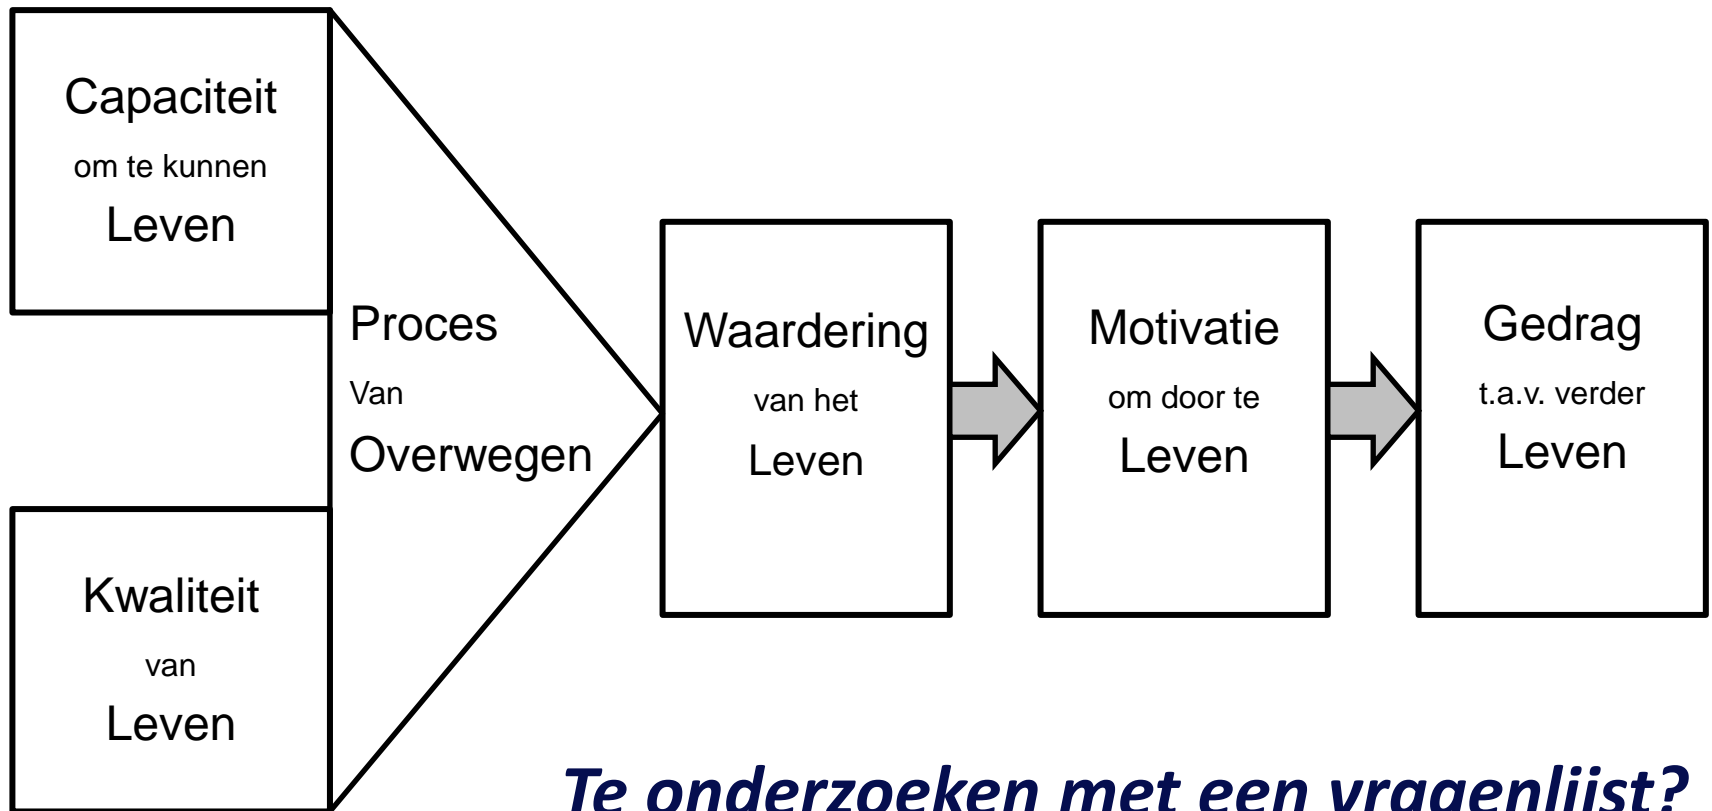 Capaciteit
om te kunnen
Leven
Kwaliteit
van
Leven
Proces
Van
Overwegen
Waardering
van het
Leven
Motivatie
om door te
Leven
Gedrag
t.a.v. verder
Leven
Te onderzoeken met een vragenlijst?